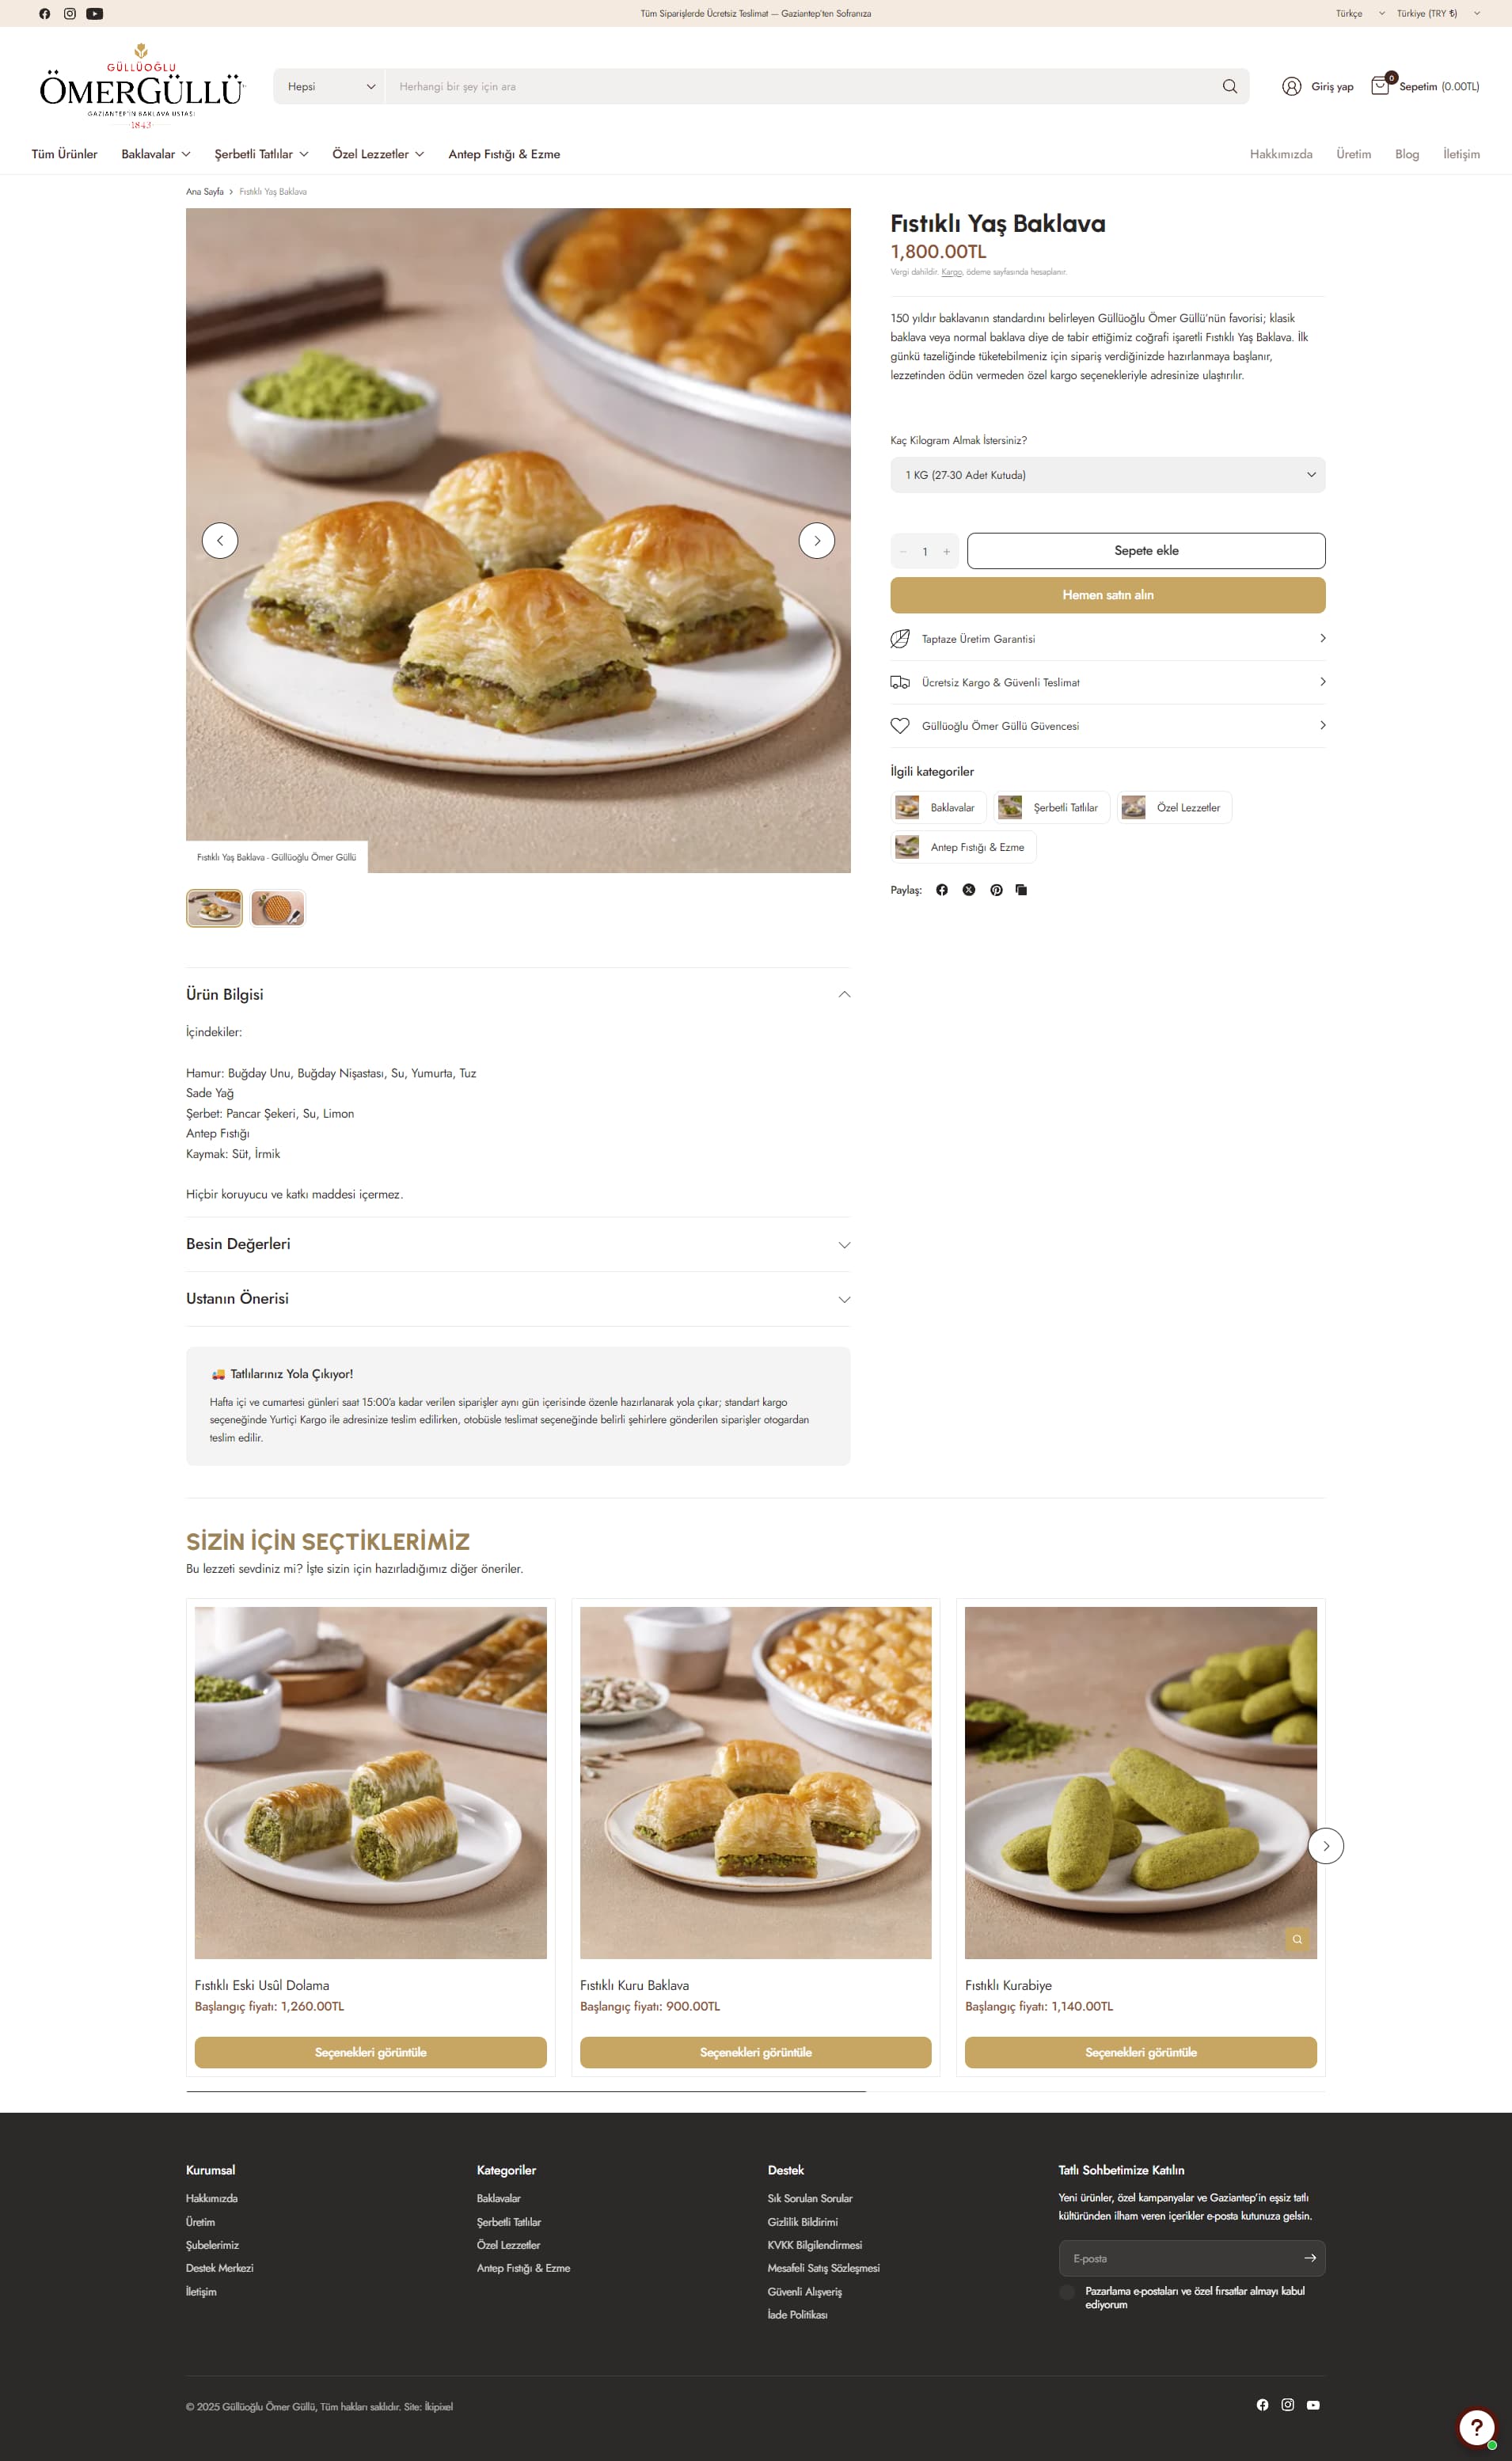 Tüm Siparişlerde Ücretsiz Teslimat — Gaziantep'ten Sofranıza
Türkçe
Türkiye (TRY ₺)
GÜLLÜOĞLU
ÖMERGÜLLÜ
GAZİANTEP'İN BAKLAVA USTASI
1843
Hepsi
Herhangi bir şey için ara
Giriş yap
0
Sepetim (0.00TL)
Tüm Ürünler
Baklavalar
Şerbetli Tatlılar
Özel Lezzetler
Antep Fıstığı & Ezme
Hakkımızda
Üretim
Blog
İletişim
Ana Sayfa
Fıstıklı Yaş Baklava
Fıstıklı Yaş Baklava - Güllüoğlu Ömer Güllü
Fıstıklı Yaş Baklava
1,800.00TL
Vergi dahildir. Kargo, ödeme sayfasında hesaplanır.
150 yıldır baklavanın standardını belirleyen Güllüoğlu Ömer Güllü'nün favorisi; klasik
baklava veya normal baklava diye de tabir ettiğimiz coğrafi işaretli Fıstıklı Yaş Baklava. İlk
günkü tazeliğinde tüketebilmeniz için sipariş verdiğinizde hazırlanmaya başlanır,
lezzetinden ödün vermeden özel kargo seçenekleriyle adresinize ulaştırılır.
Kaç Kilogram Almak İstersiniz?
1 KG (27-30 Adet Kutuda)
− 1 +
Sepete ekle
Hemen satın alın
Taptaze Üretim Garantisi
Ücretsiz Kargo & Güvenli Teslimat
Güllüoğlu Ömer Güllü Güvencesi
İlgili kategoriler
Baklavalar
Şerbetli Tatlılar
Özel Lezzetler
Antep Fıstığı & Ezme
Paylaş:
Ürün Bilgisi
İçindekiler:
Hamur: Buğday Unu, Buğday Nişastası, Su, Yumurta, Tuz
Sade Yağ
Şerbet: Pancar Şekeri, Su, Limon
Antep Fıstığı
Kaymak: Süt, İrmik
Hiçbir koruyucu ve katkı maddesi içermez.
Besin Değerleri
Ustanın Önerisi
🚚 Tatlılarınız Yola Çıkıyor!
Hafta içi ve cumartesi günleri saat 15:00'a kadar verilen siparişler aynı gün içerisinde özenle hazırlanarak yola çıkar; standart kargo
seçeneğinde Yurtiçi Kargo ile adresinize teslim edilirken, otobüsle teslimat seçeneğinde belirli şehirlere gönderilen siparişler otogardan
teslim edilir.
SİZİN İÇİN SEÇTİKLERİMİZ
Bu lezzeti sevdiniz mi? İşte sizin için hazırladığımız diğer öneriler.
Fıstıklı Eski Usûl Dolama
Başlangıç fiyatı: 1,260.00TL
Seçenekleri görüntüle
Fıstıklı Kuru Baklava
Başlangıç fiyatı: 900.00TL
Seçenekleri görüntüle
Fıstıklı Kurabiye
Başlangıç fiyatı: 1,140.00TL
Seçenekleri görüntüle
Kurumsal
Hakkımızda
Üretim
Şubelerimiz
Destek Merkezi
İletişim
Kategoriler
Baklavalar
Şerbetli Tatlılar
Özel Lezzetler
Antep Fıstığı & Ezme
Destek
Sık Sorulan Sorular
Gizlilik Bildirimi
KVKK Bilgilendirmesi
Mesafeli Satış Sözleşmesi
Güvenli Alışveriş
İade Politikası
Tatlı Sohbetimize Katılın
Yeni ürünler, özel kampanyalar ve Gaziantep'in eşsiz tatlı
kültüründen ilham veren içerikler e-posta kutunuza gelsin.
E-posta
Pazarlama e-postaları ve özel fırsatlar almayı kabul
ediyorum
© 2025 Güllüoğlu Ömer Güllü, Tüm hakları saklıdır. Site: İkipixel
?